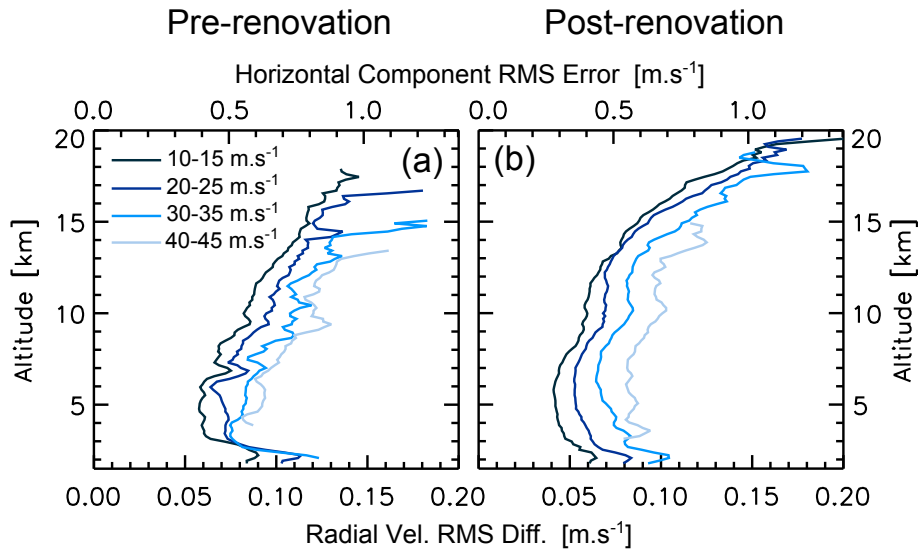 Pre-renovation Post-renovation
Horizontal Component RMS Error [m.s⁻¹]
0.0 0.5 1.0 0.5 1.0
20 (a) (b) 20
10-15 m.s⁻¹
20-25 m.s⁻¹
30-35 m.s⁻¹
40-45 m.s⁻¹
15 15
10 10
5 5
Altitude [km] Altitude [km]
0.00 0.05 0.10 0.15 0.20 0.05 0.10 0.15 0.20
Radial Vel. RMS Diff. [m.s⁻¹]